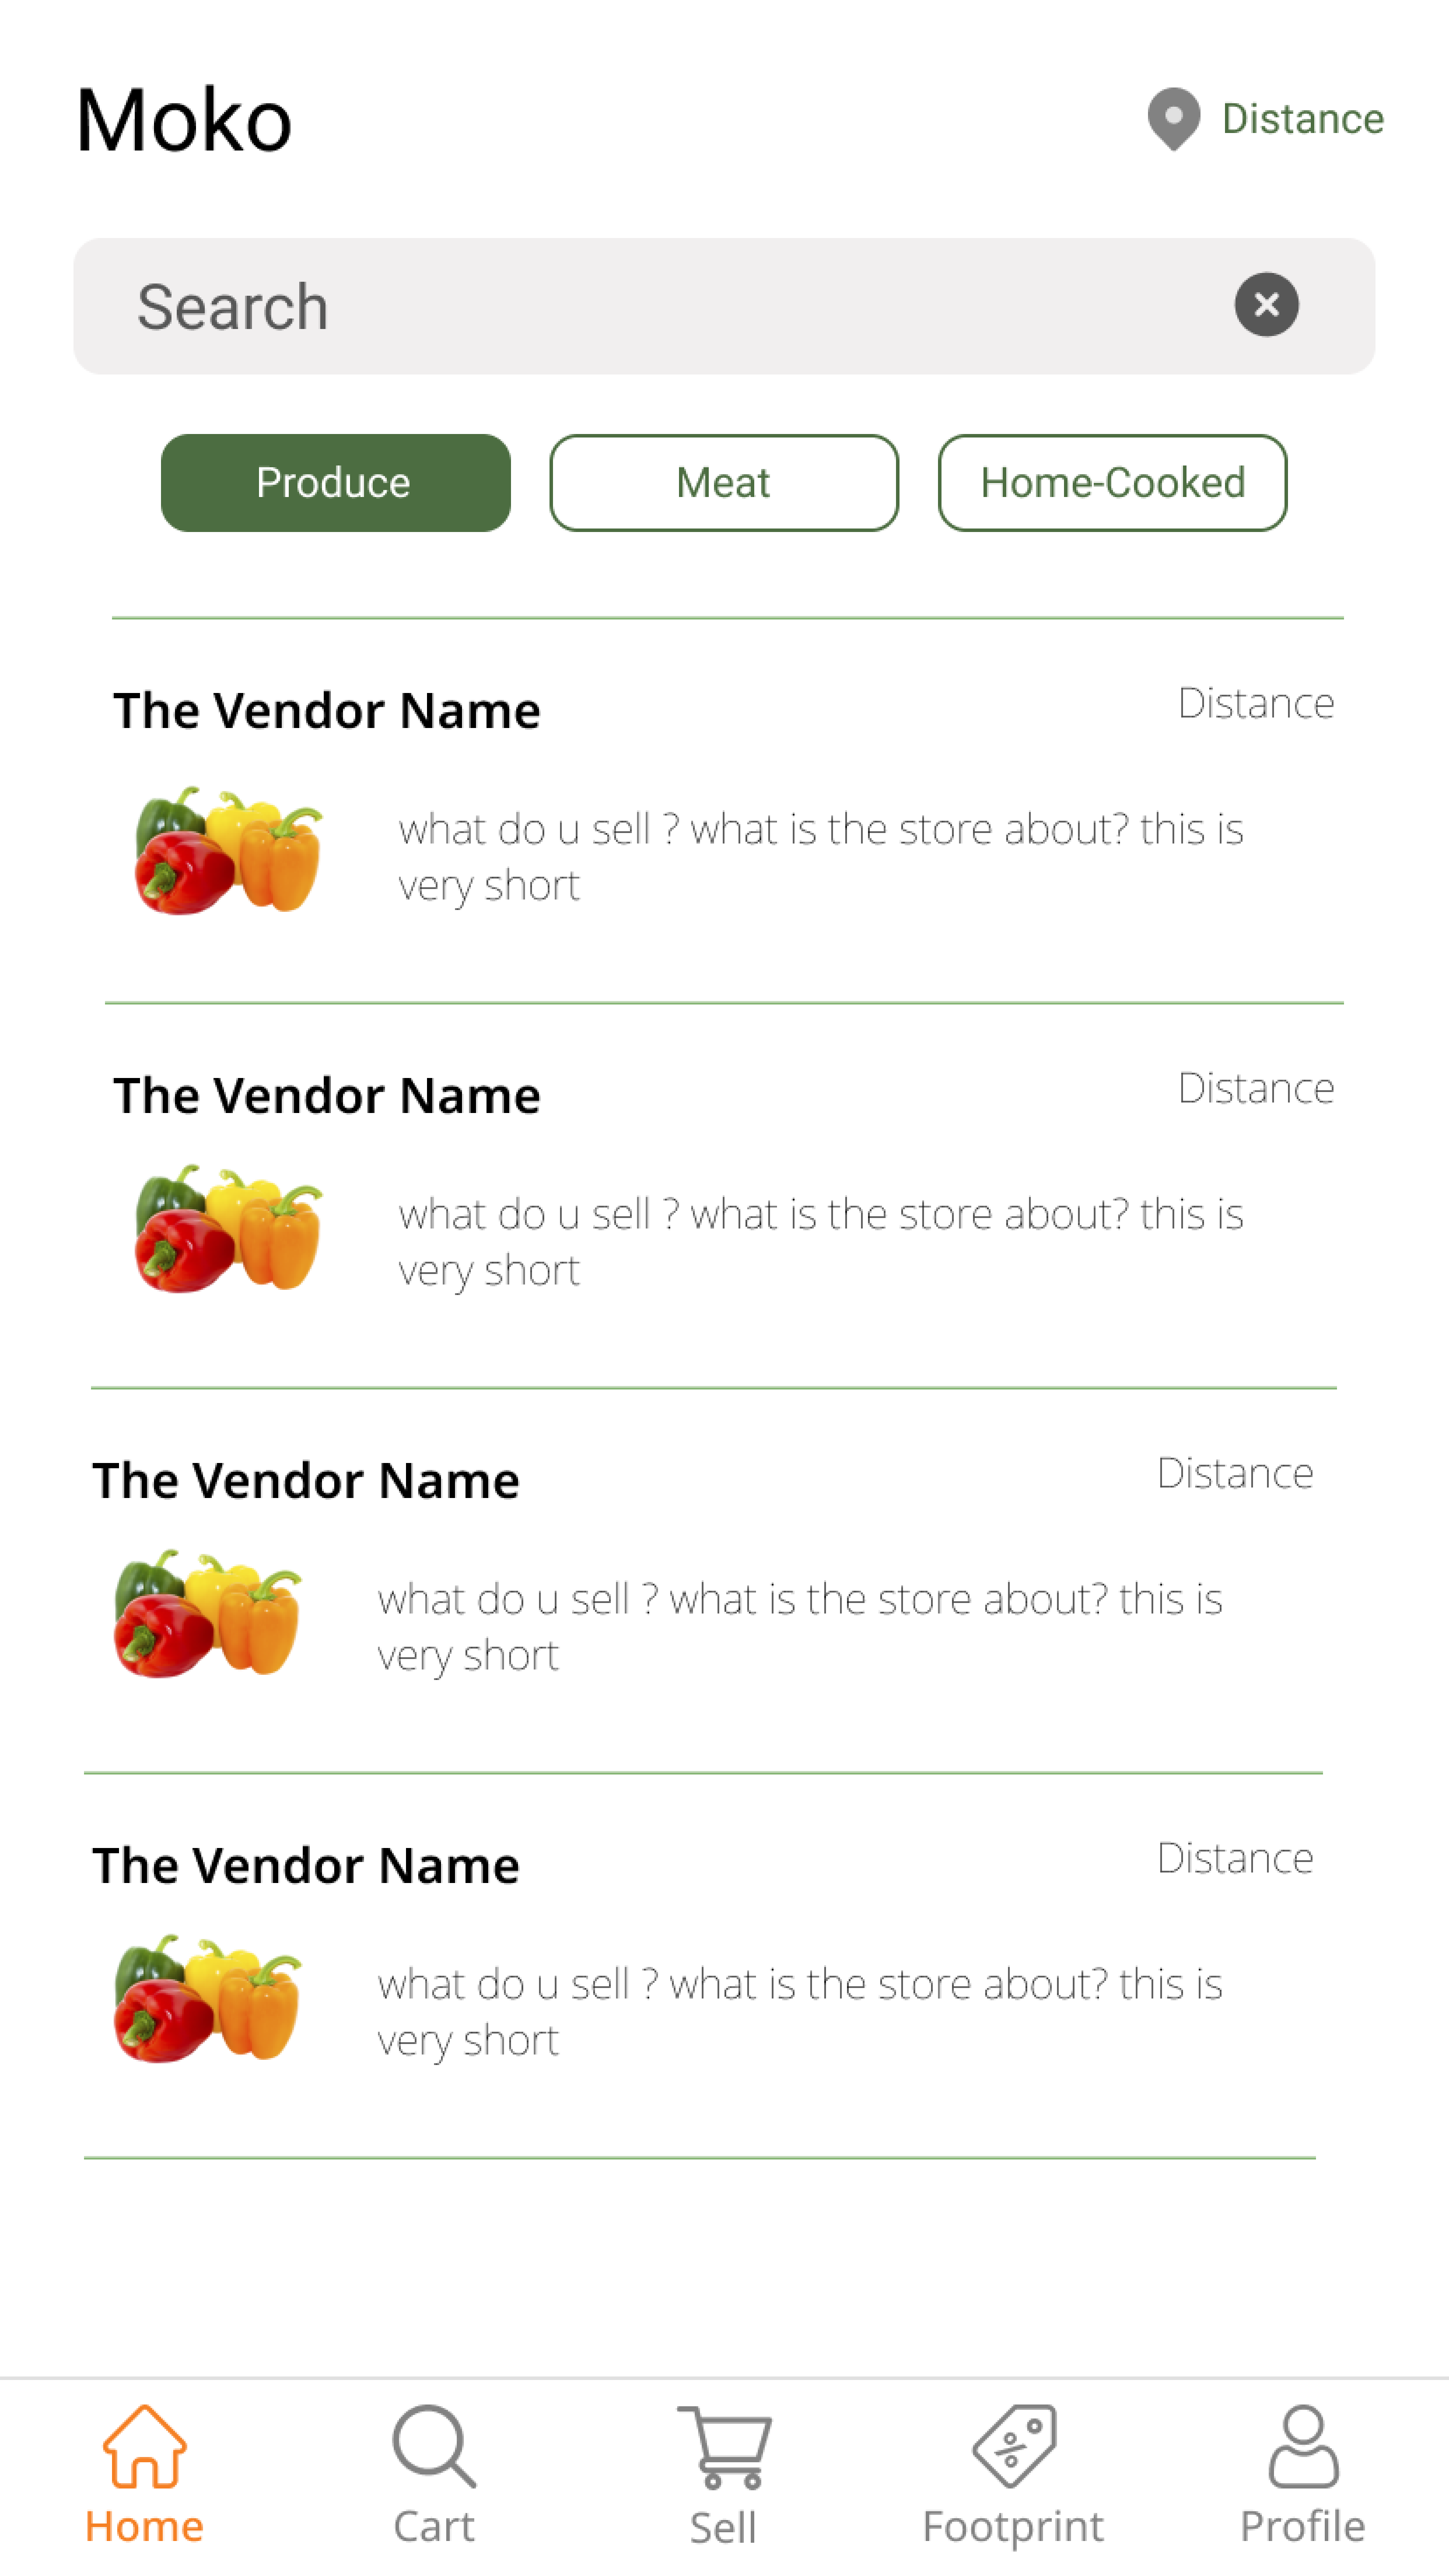 Moko
Distance
Search
Produce
Meat
Home-Cooked
The Vendor Name
Distance
what do u sell ? what is the store about? this is
very short
The Vendor Name
Distance
what do u sell ? what is the store about? this is
very short
The Vendor Name
Distance
what do u sell ? what is the store about? this is
very short
The Vendor Name
Distance
what do u sell ? what is the store about? this is
very short
Home
Cart
Sell
Footprint
Profile